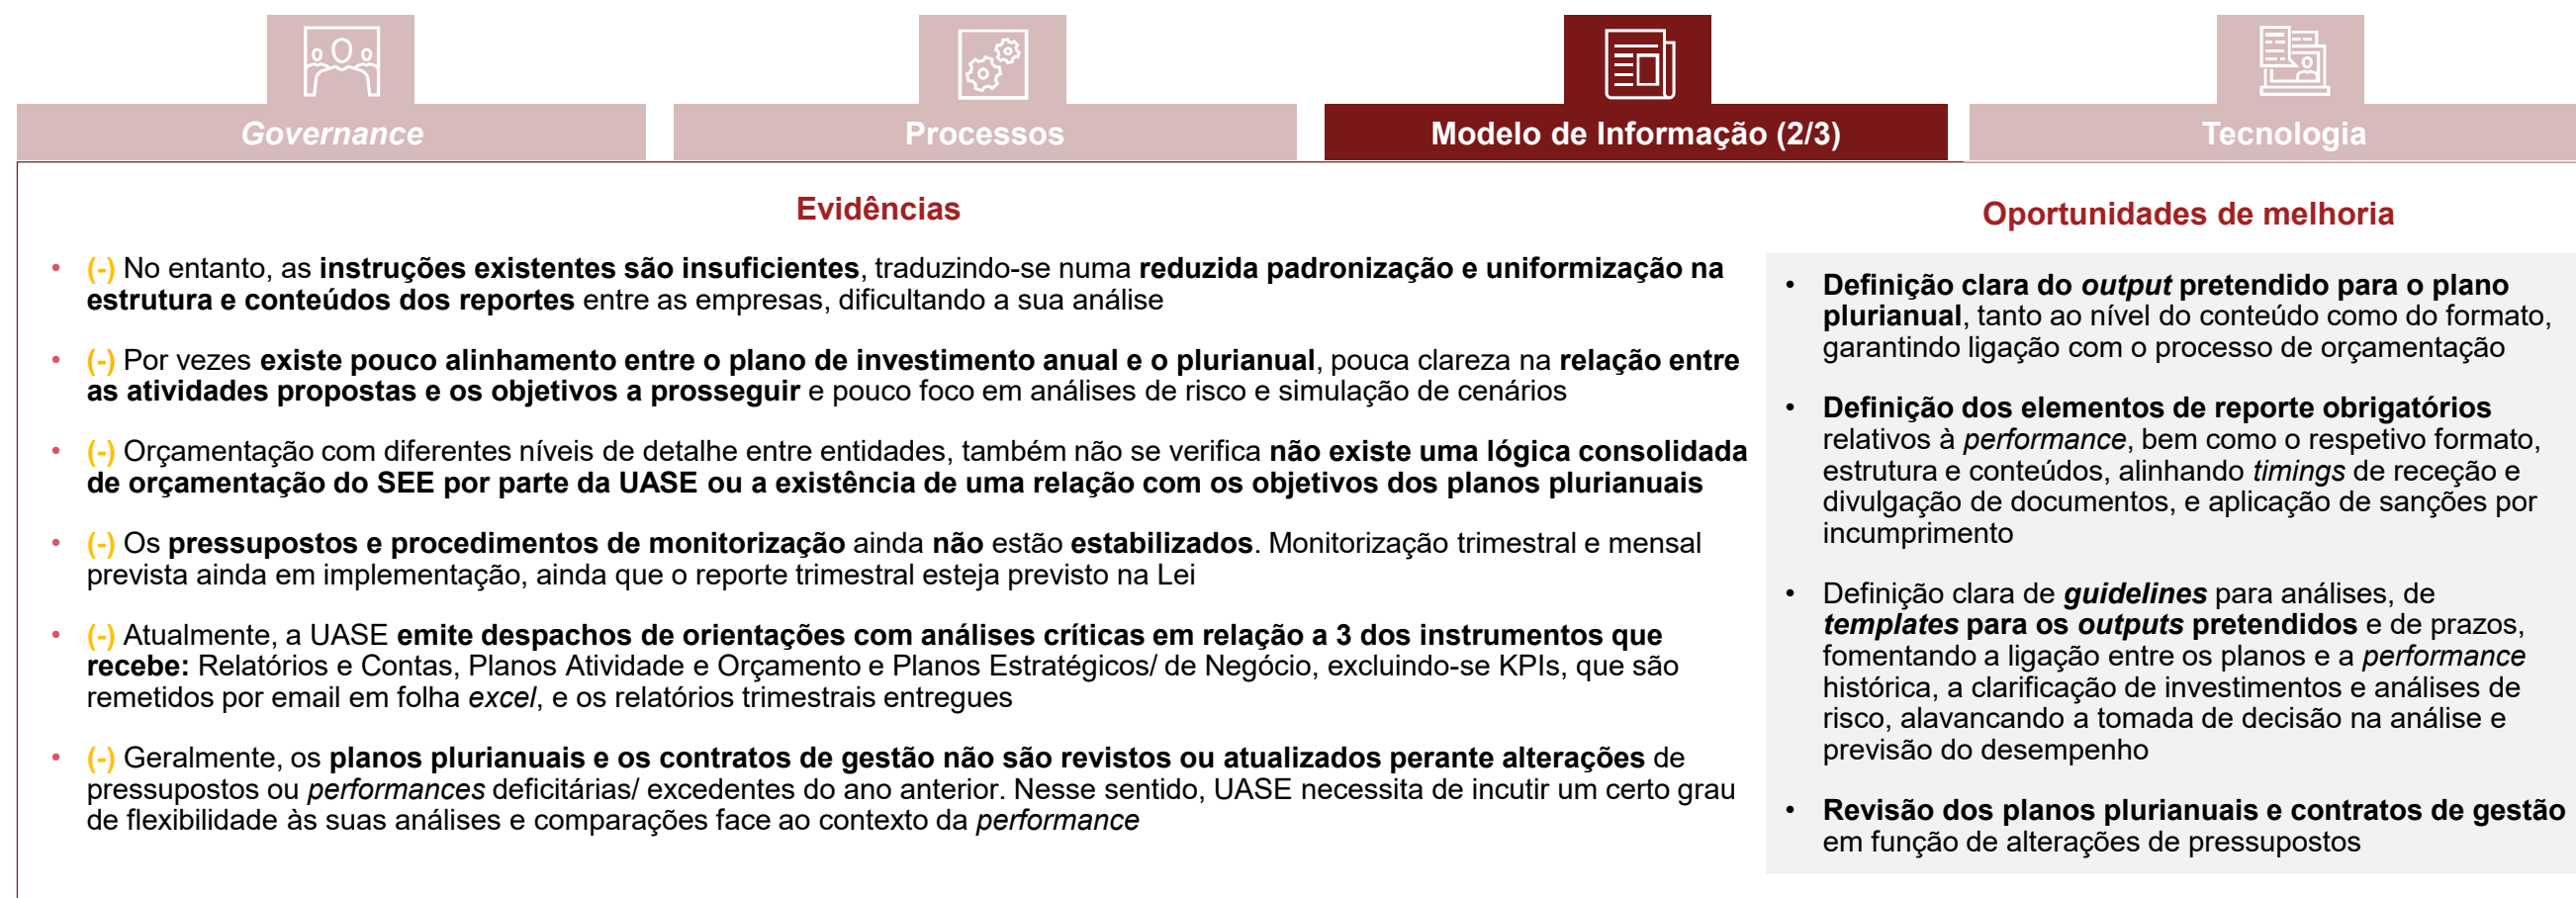 Governance
Processos
Modelo de Informação (2/3)
Tecnologia
Evidências
• (-) No entanto, as instruções existentes são insuficientes, traduzindo-se numa reduzida padronização e uniformização na
estrutura e conteúdos dos reportes entre as empresas, dificultando a sua análise
• (-) Por vezes existe pouco alinhamento entre o plano de investimento anual e o plurianual, pouca clareza na relação entre
as atividades propostas e os objetivos a prosseguir e pouco foco em análises de risco e simulação de cenários
• (-) Orçamentação com diferentes níveis de detalhe entre entidades, também não se verifica não existe uma lógica consolidada
de orçamentação do SEE por parte da UASE ou a existência de uma relação com os objetivos dos planos plurianuais
• (-) Os pressupostos e procedimentos de monitorização ainda não estão estabilizados. Monitorização trimestral e mensal
prevista ainda em implementação, ainda que o reporte trimestral esteja previsto na Lei
• (-) Atualmente, a UASE emite despachos de orientações com análises críticas em relação a 3 dos instrumentos que
recebe: Relatórios e Contas, Planos Atividade e Orçamento e Planos Estratégicos/ de Negócio, excluindo-se KPIs, que são
remetidos por email em folha excel, e os relatórios trimestrais entregues
• (-) Geralmente, os planos plurianuais e os contratos de gestão não são revistos ou atualizados perante alterações de
pressupostos ou performances deficitárias/ excedentes do ano anterior. Nesse sentido, UASE necessita de incutir um certo grau
de flexibilidade às suas análises e comparações face ao contexto da performance
Oportunidades de melhoria
• Definição clara do output pretendido para o plano
plurianual, tanto ao nível do conteúdo como do formato,
garantindo ligação com o processo de orçamentação
• Definição dos elementos de reporte obrigatórios
relativos à performance, bem como o respetivo formato,
estrutura e conteúdos, alinhando timings de receção e
divulgação de documentos, e aplicação de sanções por
incumprimento
• Definição clara de guidelines para análises, de
templates para os outputs pretendidos e de prazos,
fomentando a ligação entre os planos e a performance
histórica, a clarificação de investimentos e análises de
risco, alavancando a tomada de decisão na análise e
previsão do desempenho
• Revisão dos planos plurianuais e contratos de gestão
em função de alterações de pressupostos